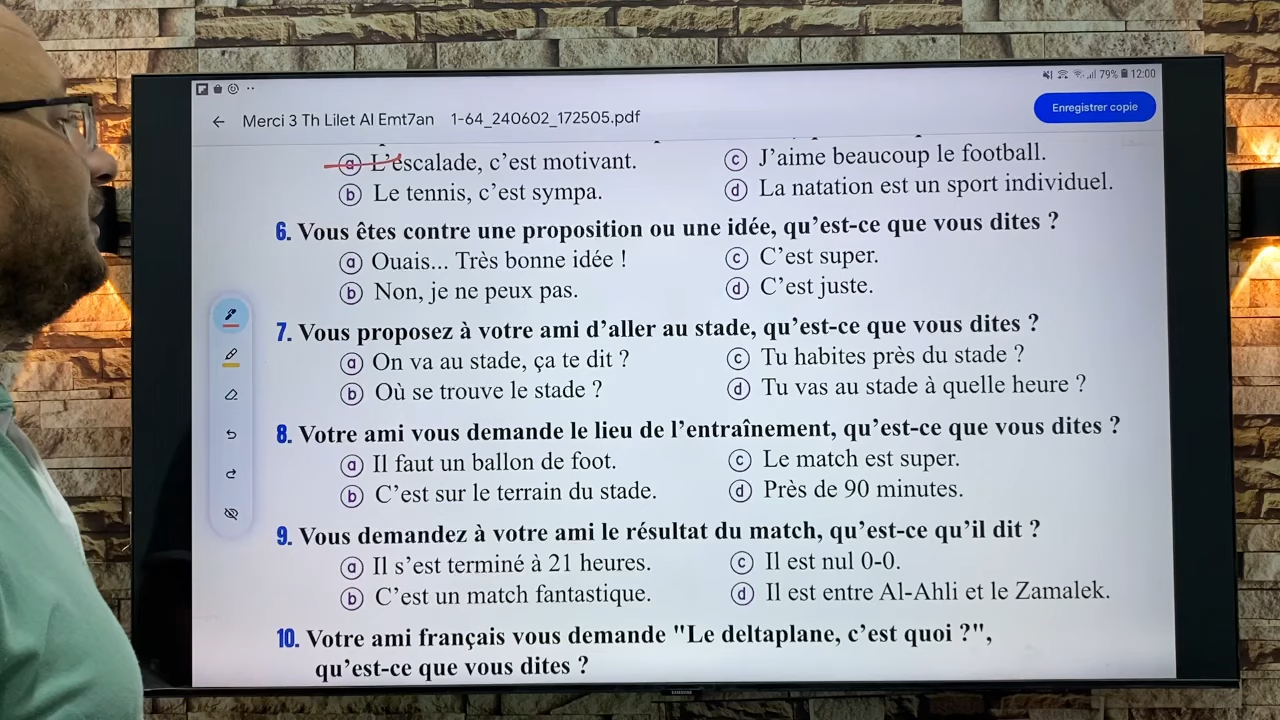 79% 12:00
Merci 3 Th Lilet Al Emt7an 1-64_240602_172505.pdf
Enregistrer copie
ⓐ L'escalade, c'est motivant.
ⓒ J'aime beaucoup le football.
ⓑ Le tennis, c'est sympa.
ⓓ La natation est un sport individuel.
6. Vous êtes contre une proposition ou une idée, qu'est-ce que vous dites ?
ⓐ Ouais... Très bonne idée !
ⓒ C'est super.
ⓑ Non, je ne peux pas.
ⓓ C'est juste.
7. Vous proposez à votre ami d'aller au stade, qu'est-ce que vous dites ?
ⓐ On va au stade, ça te dit ?
ⓒ Tu habites près du stade ?
ⓑ Où se trouve le stade ?
ⓓ Tu vas au stade à quelle heure ?
8. Votre ami vous demande le lieu de l'entraînement, qu'est-ce que vous dites ?
ⓐ Il faut un ballon de foot.
ⓒ Le match est super.
ⓑ C'est sur le terrain du stade.
ⓓ Près de 90 minutes.
9. Vous demandez à votre ami le résultat du match, qu'est-ce qu'il dit ?
ⓐ Il s'est terminé à 21 heures.
ⓒ Il est nul 0-0.
ⓑ C'est un match fantastique.
ⓓ Il est entre Al-Ahli et le Zamalek.
10. Votre ami français vous demande "Le deltaplane, c'est quoi ?",
qu'est-ce que vous dites ?
SAMSUNG